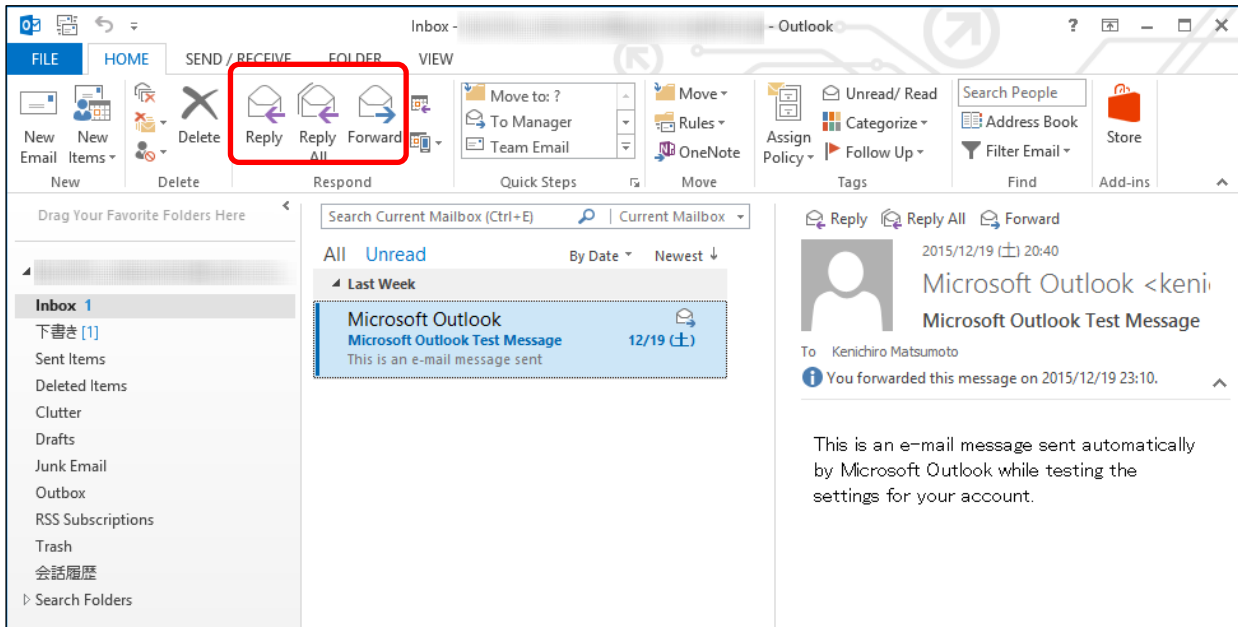 Inbox - - Outlook
FILE HOME SEND / RECEIVE FOLDER VIEW
New Email
New Items
Delete
Reply
Reply All
Forward
Move to: ?
To Manager
Team Email
Move
Rules
OneNote
Assign Policy
Unread/ Read
Categorize
Follow Up
Search People
Address Book
Filter Email
Store
New Delete Respond Quick Steps Move Tags Find Add-ins
Drag Your Favorite Folders Here
Inbox 1
下書き [1]
Sent Items
Deleted Items
Clutter
Drafts
Junk Email
Outbox
RSS Subscriptions
Trash
会話履歴
Search Folders
Search Current Mailbox (Ctrl+E) Current Mailbox
All Unread By Date Newest
Last Week
Microsoft Outlook
Microsoft Outlook Test Message 12/19 (土)
This is an e-mail message sent
Reply Reply All Forward
2015/12/19 (土) 20:40
Microsoft Outlook <keni
Microsoft Outlook Test Message
To Kenichiro Matsumoto
You forwarded this message on 2015/12/19 23:10.
This is an e-mail message sent automatically
by Microsoft Outlook while testing the
settings for your account.